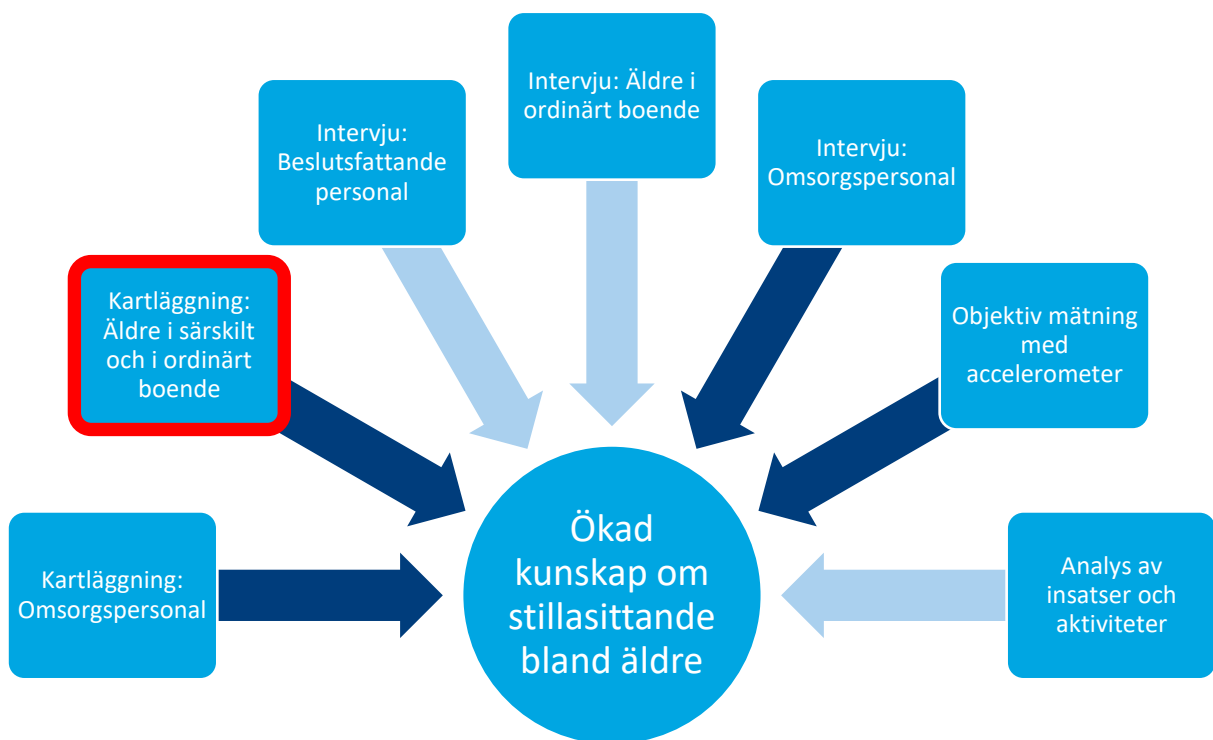 Intervju: Äldre i
ordinärt boende
Intervju:
Beslutsfattande
personal
Intervju:
Omsorgspersonal
Kartläggning:
Äldre i särskilt
och i ordinärt
boende
Objektiv mätning
med
accelerometer
Kartläggning:
Omsorgspersonal
Ökad
kunskap om
stillasittande
bland äldre
Analys av
insatser och
aktiviteter